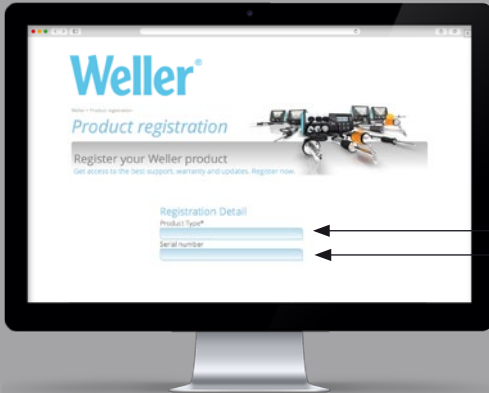 Weller®
Weller > Product registration
Product registration
Register your Weller product
Get access to the best support, warranty and updates. Register now.
Registration Detail
Product Type*
Serial number